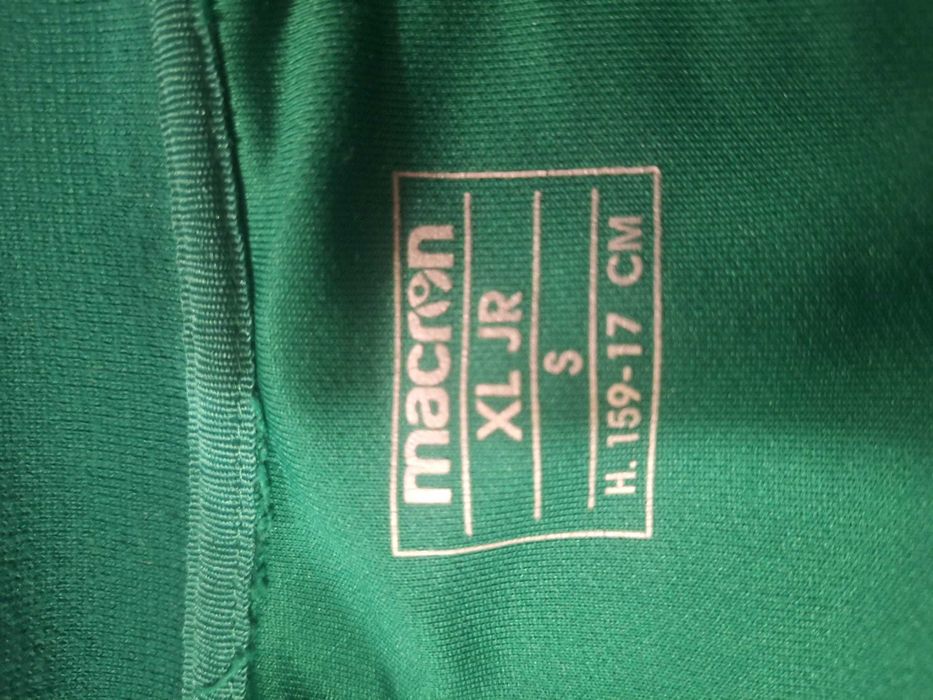 macron
XL JR
S
H. 159-17 CM